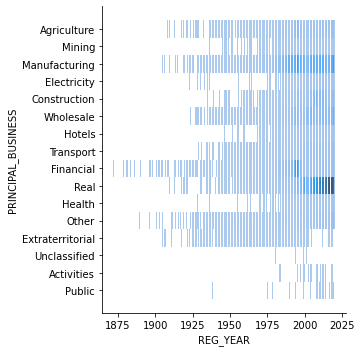 PRINCIPAL_BUSINESS
Agriculture
Mining
Manufacturing
Electricity
Construction
Wholesale
Hotels
Transport
Financial
Real
Health
Other
Extraterritorial
Unclassified
Activities
Public
1875 1900 1925 1950 1975 2000 2025
REG_YEAR